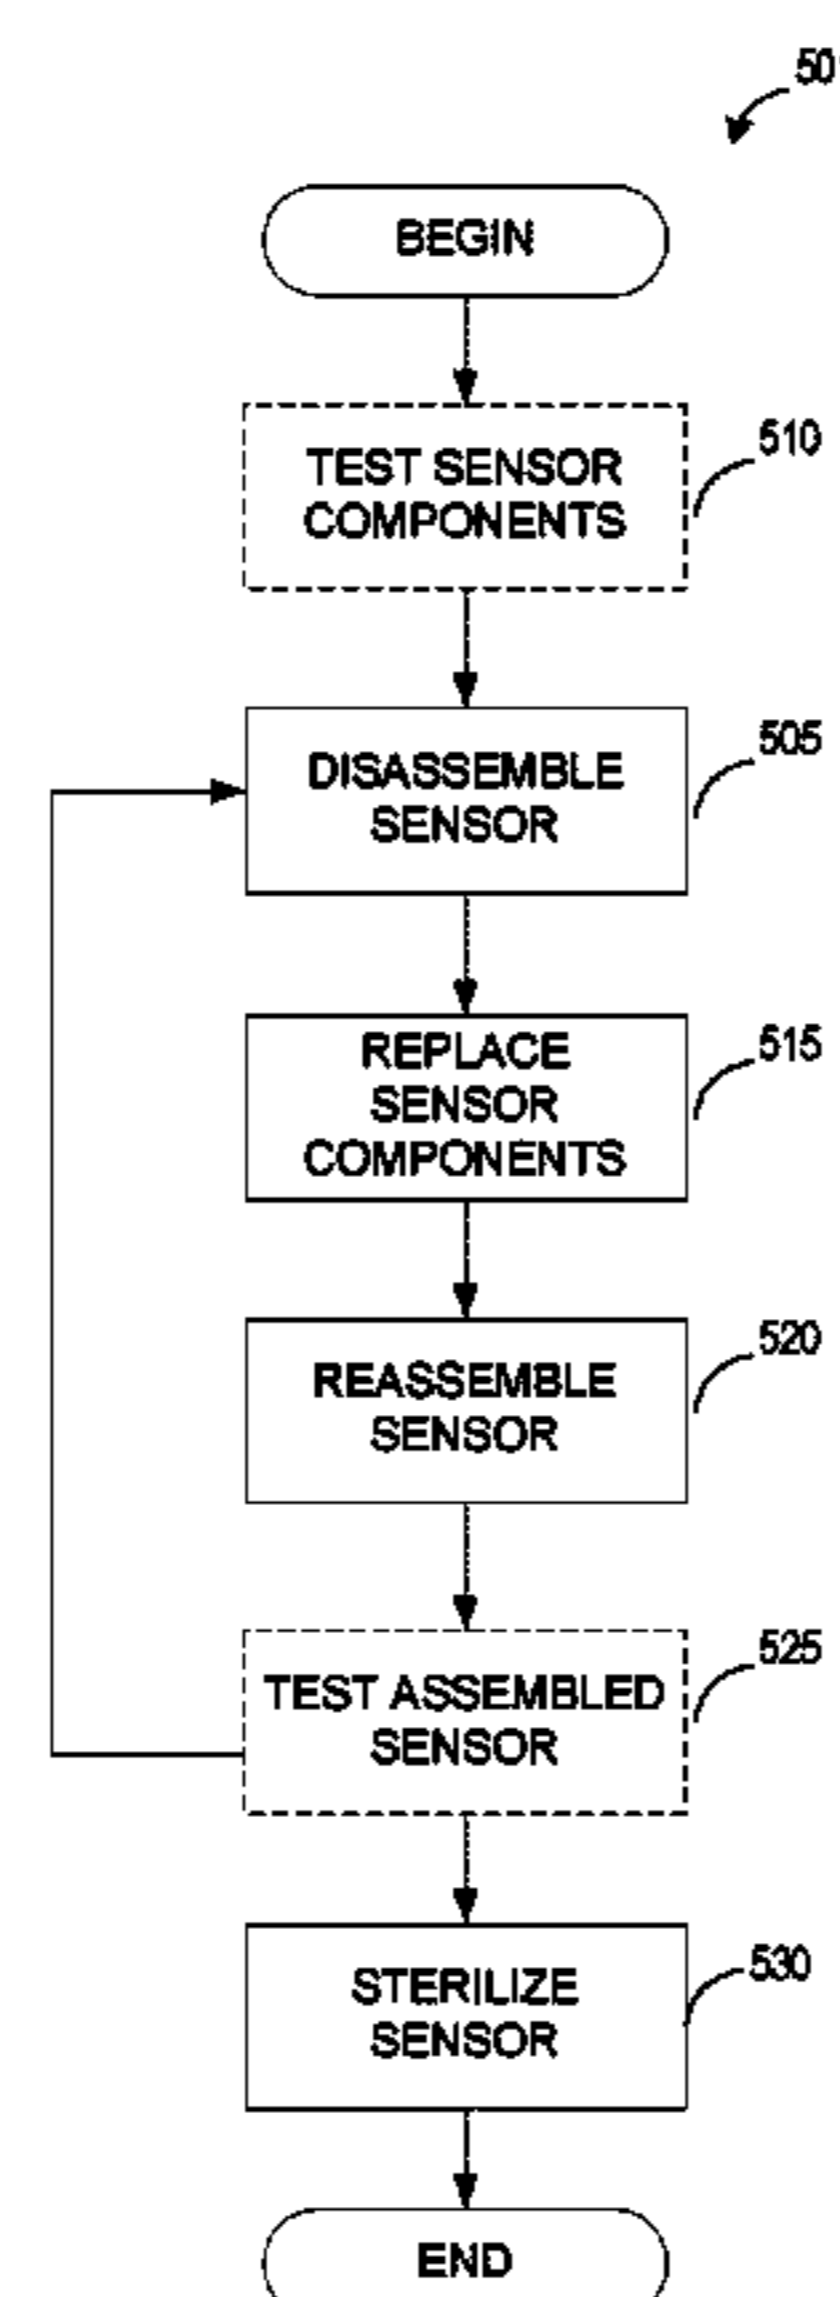 50
BEGIN
TEST SENSOR
COMPONENTS
510
DISASSEMBLE
SENSOR
505
REPLACE
SENSOR
COMPONENTS
515
REASSEMBLE
SENSOR
520
TEST ASSEMBLED
SENSOR
525
STERILIZE
SENSOR
530
END